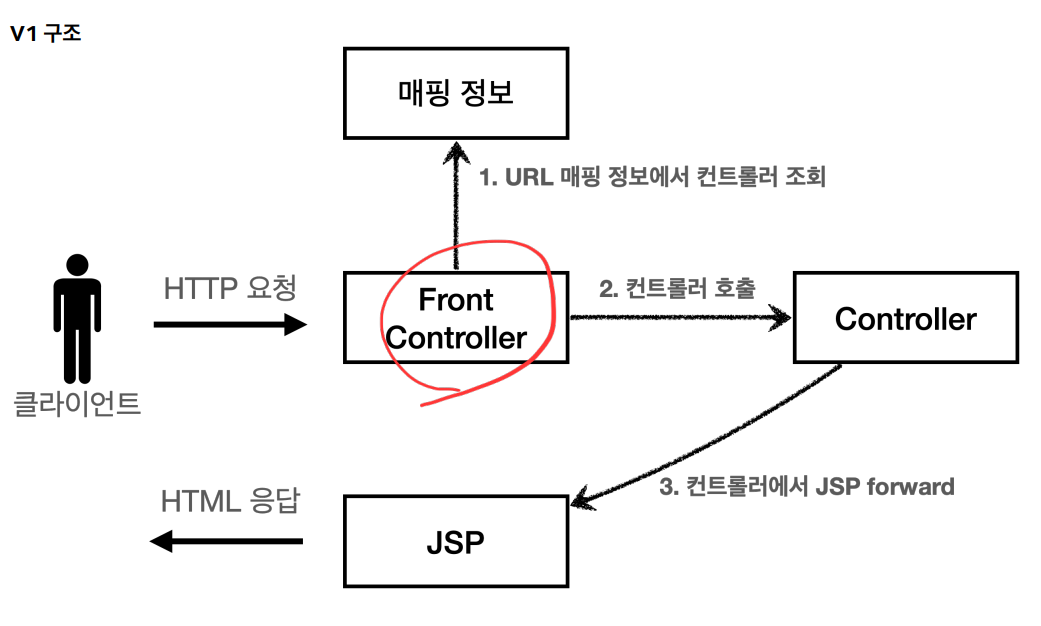 V1 구조
매핑 정보
1. URL 매핑 정보에서 컨트롤러 조회
HTTP 요청
Front
Controller
2. 컨트롤러 호출
Controller
클라이언트
3. 컨트롤러에서 JSP forward
HTML 응답
JSP